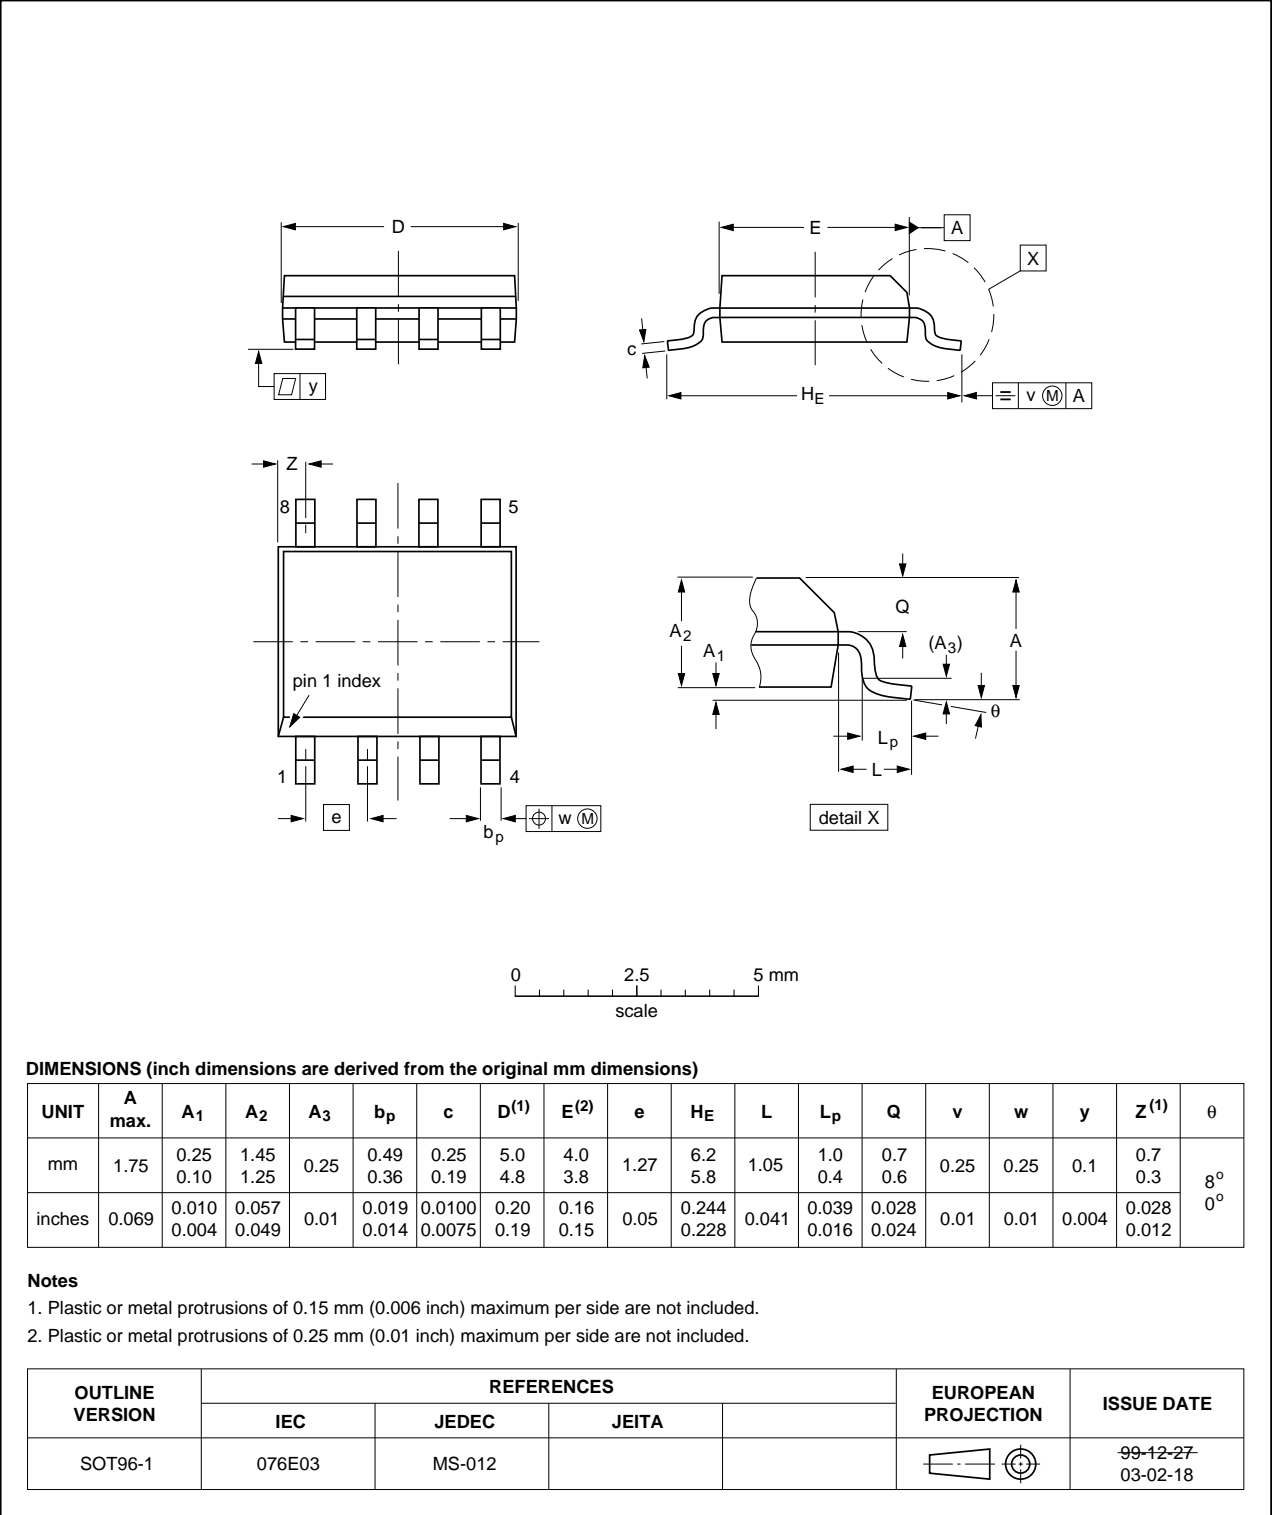 D
E
A
X
c
y
HE
v M A
Z
8
5
pin 1 index
1
4
e
bp
w M
A2
A1
Q
(A3)
A
θ
Lp
L
detail X
0 2.5 5 mm
scale
DIMENSIONS (inch dimensions are derived from the original mm dimensions)
UNIT A max. A1 A2 A3 bp c D(1) E(2) e HE L Lp Q v w y Z(1) θ
mm 1.75 0.25 0.10 1.45 1.25 0.25 0.49 0.36 0.25 0.19 5.0 4.8 4.0 3.8 1.27 6.2 5.8 1.05 1.0 0.4 0.7 0.6 0.25 0.25 0.1 0.7 0.3 8o 0o
inches 0.069 0.010 0.004 0.057 0.049 0.01 0.019 0.014 0.0100 0.0075 0.20 0.19 0.16 0.15 0.05 0.244 0.228 0.041 0.039 0.016 0.028 0.024 0.01 0.01 0.004 0.028 0.012
Notes
1. Plastic or metal protrusions of 0.15 mm (0.006 inch) maximum per side are not included.
2. Plastic or metal protrusions of 0.25 mm (0.01 inch) maximum per side are not included.
OUTLINE VERSION REFERENCES EUROPEAN PROJECTION ISSUE DATE
IEC JEDEC JEITA
SOT96-1 076E03 MS-012 99-12-27
03-02-18